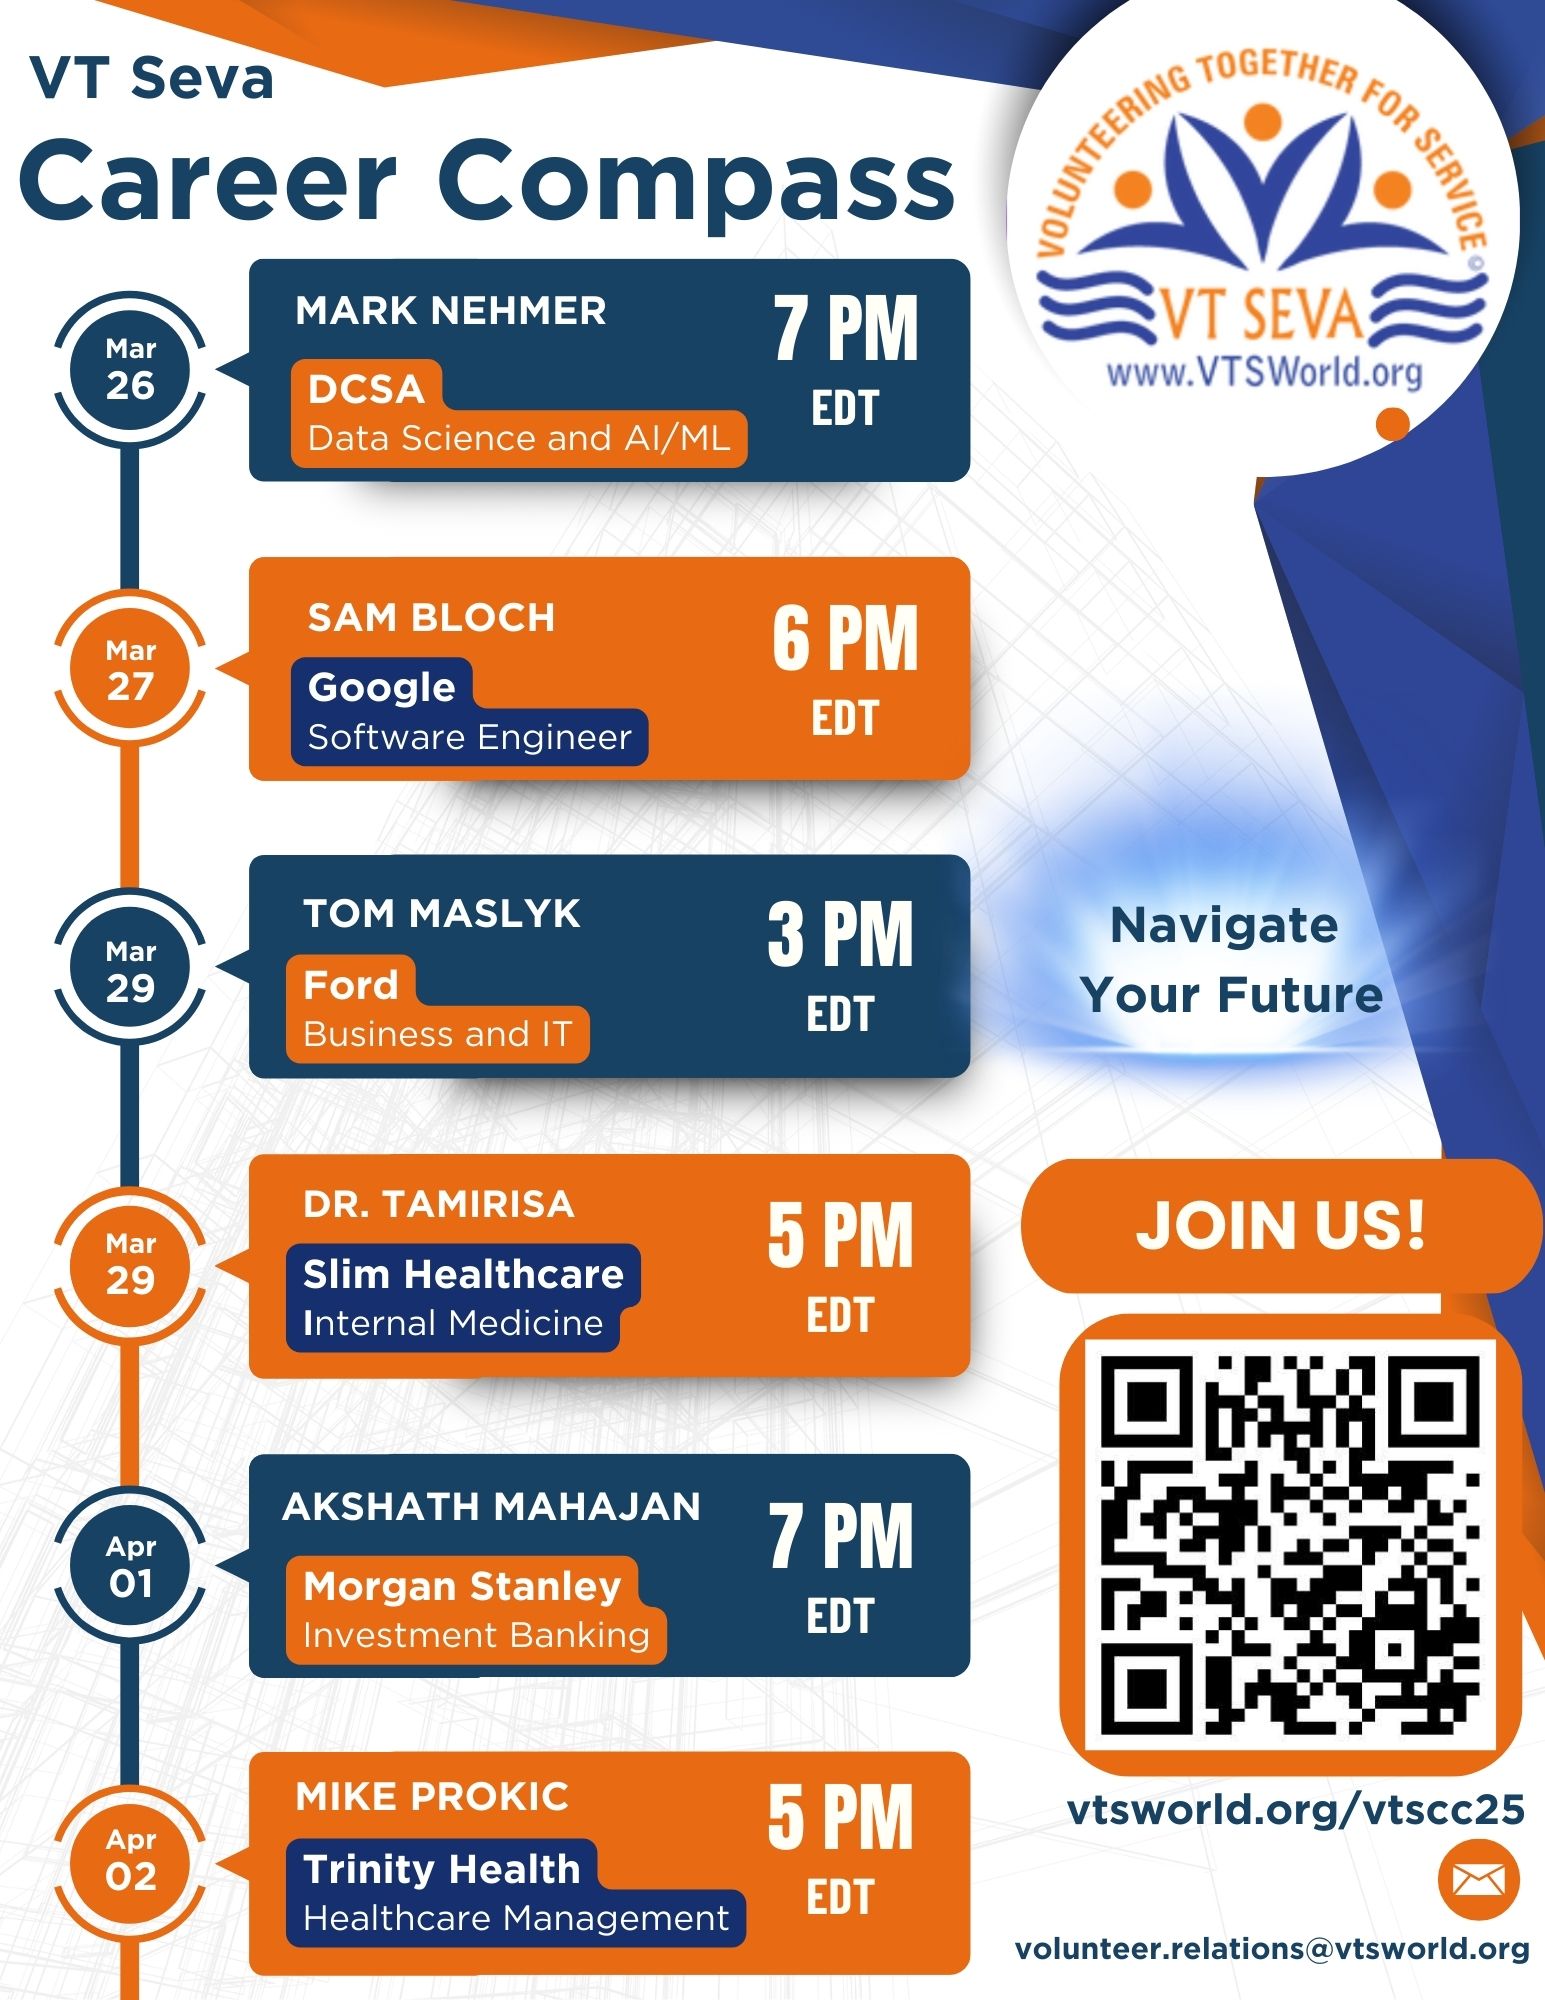 VT Seva
Career Compass
VOLUNTEERING TOGETHER FOR SERVICE
©
VT SEVA
www.VTSWorld.org
Mar
26
MARK NEHMER
DCSA
Data Science and AI/ML
7 PM
EDT
Mar
27
SAM BLOCH
Google
Software Engineer
6 PM
EDT
Mar
29
TOM MASLYK
Ford
Business and IT
3 PM
EDT
Navigate
Your Future
Mar
29
DR. TAMIRISA
Slim Healthcare
Internal Medicine
5 PM
EDT
JOIN US!
Apr
01
AKSHATH MAHAJAN
Morgan Stanley
Investment Banking
7 PM
EDT
Apr
02
MIKE PROKIC
Trinity Health
Healthcare Management
5 PM
EDT
vtsworld.org/vtscc25
volunteer.relations@vtsworld.org